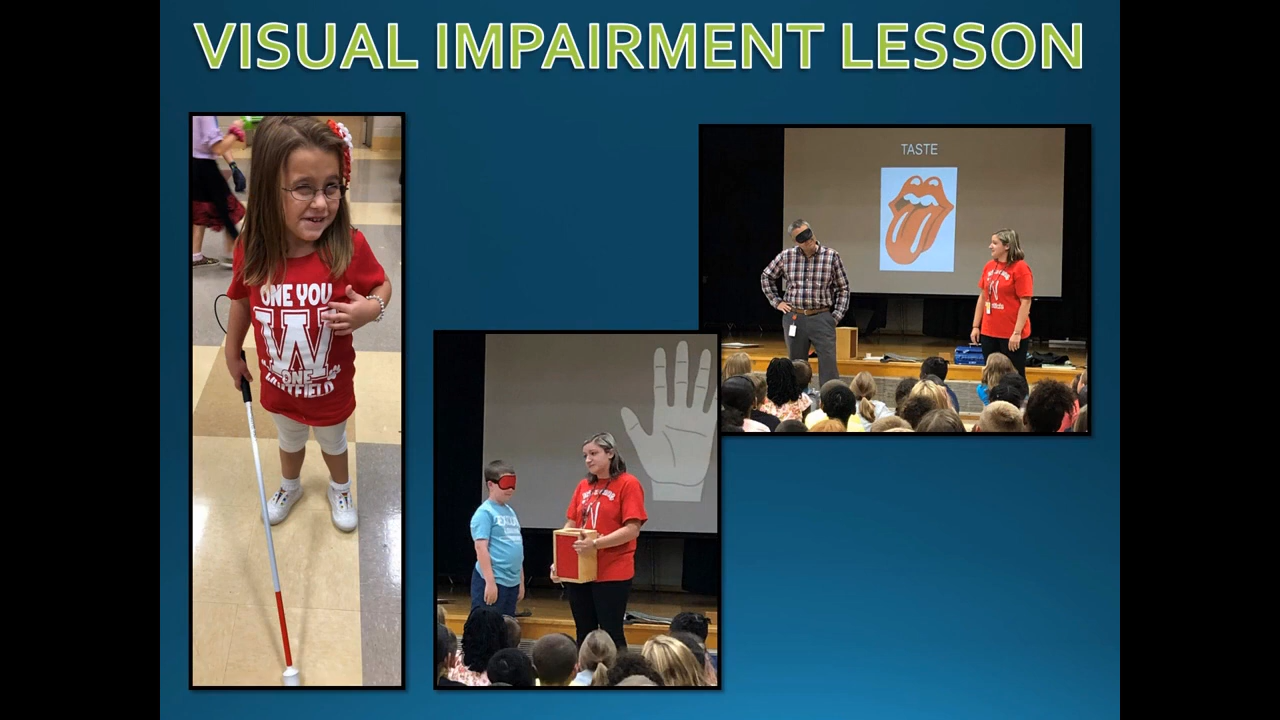 VISUAL IMPAIRMENT LESSON
ONE YOU
W
ONE
TASTE